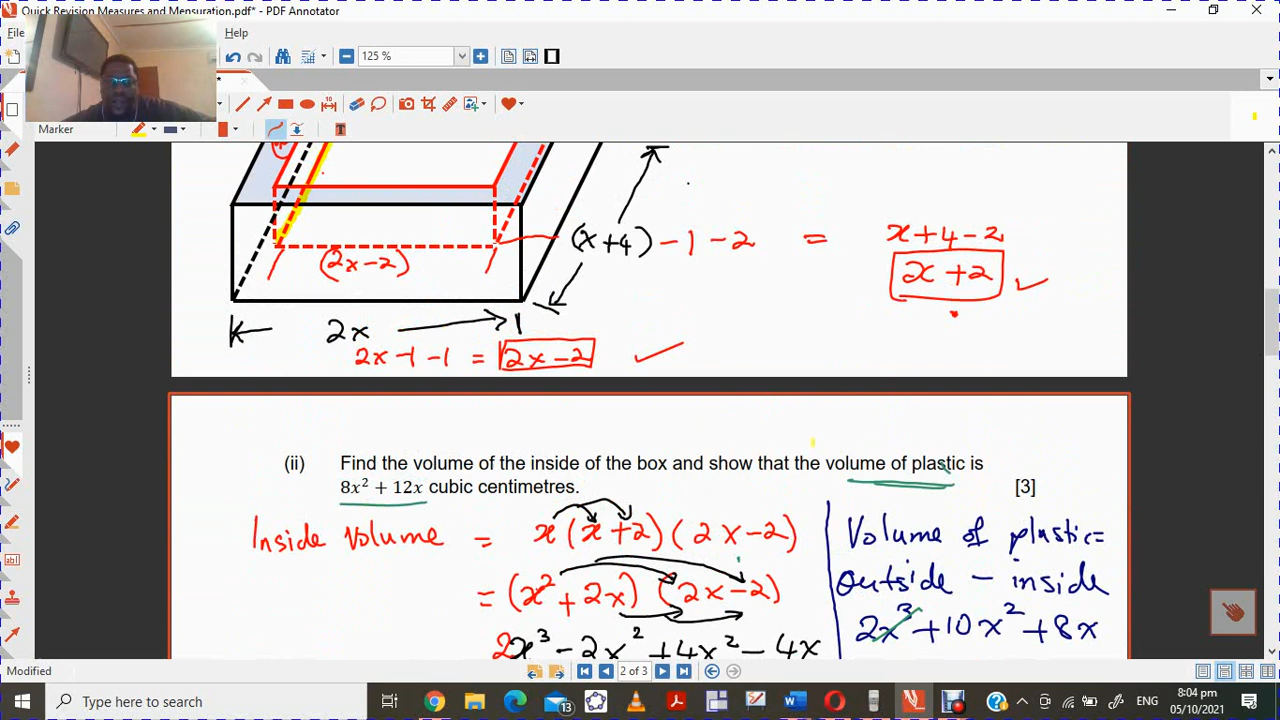 Quick Revision Measures and Mensuration.pdf* - PDF Annotator
Help
125 %
Marker
(x+4) -1 -2 = x+4-2
(2x-2)
x +2
2x
2x -1 -1 = 2x-2
(ii) Find the volume of the inside of the box and show that the volume of plastic is
8x² + 12x cubic centimetres.
[3]
Inside Volume = x(x+2)(2x-2)
= (x²+2x)(2x-2)
2x³ - 2x² +4x² - 4x
Volume of plastic=
outside - inside
2x³ +10x² +8x
Modified
2 of 3
Type here to search
13
ENG
8:04 pm
05/10/2021